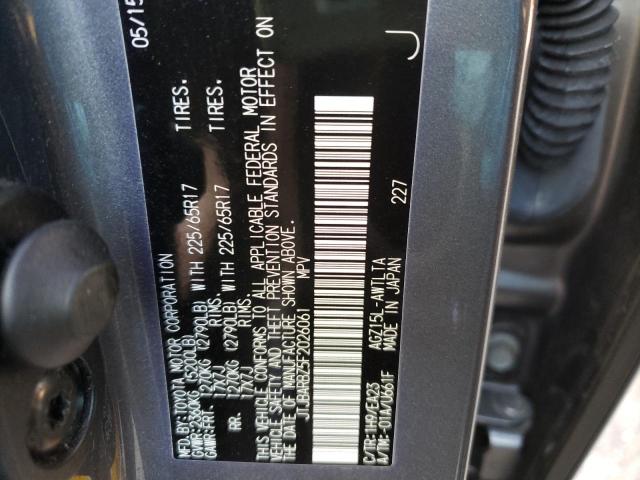 MFD.BY:TOYOTA MOTOR CORPORATION 05/15
GVWR:2360KG (5200LB)
GAWR:FRT. 1270KG (2790LB) WITH 225/65R17 TIRES.
17X7J RIMS.
RR. 1270KG (2790LB) WITH 225/65R17 TIRES.
17X7J RIMS.
THIS VEHICLE CONFORMS TO ALL APPLICABLE FEDERAL MOTOR
VEHICLE SAFETY AND THEFT PREVENTION STANDARDS IN EFFECT ON
THE DATE OF MANUFACTURE SHOWN ABOVE.
JTJBARBZ5F2026061 MPV
J
C/TR:1H9/EA25 AGZ15L-AWTLTA 227
A/TM:-01A/U661F MADE IN JAPAN